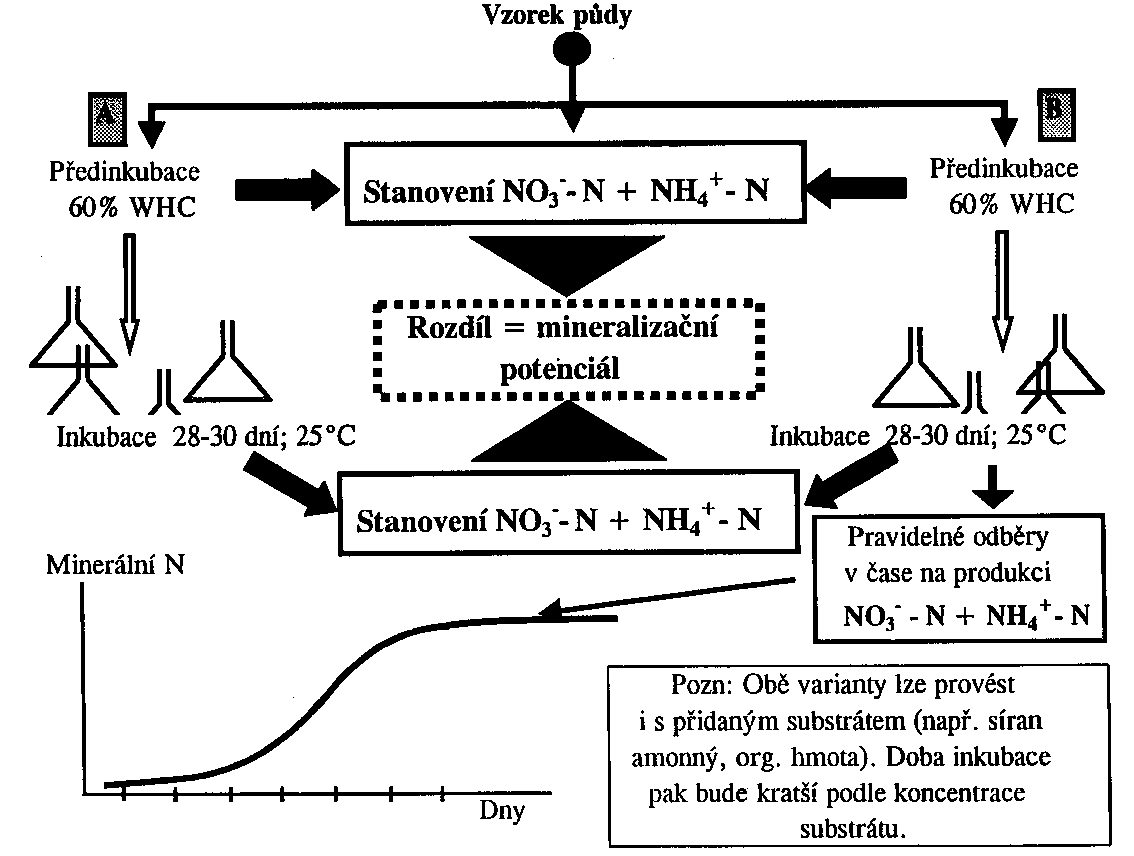 Vzorek půdy
A
B
Předinkubace
60% WHC
Stanovení NO₃⁻- N + NH₄⁺- N
Předinkubace
60% WHC
Rozdíl = mineralizační
potenciál
Inkubace 28-30 dní; 25°C
Inkubace 28-30 dní; 25°C
Stanovení NO₃⁻- N + NH₄⁺- N
Pravidelné odběry
v čase na produkci
NO₃⁻ - N + NH₄⁺- N
Minerální N
Dny
Pozn: Obě varianty lze provést
i s přidaným substrátem (např. síran
amonný, org. hmota). Doba inkubace
pak bude kratší podle koncentrace
substrátu.